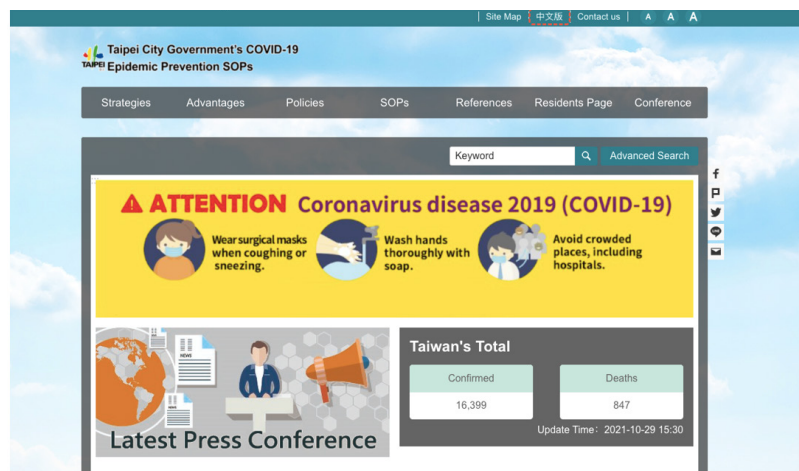 Site Map
中文版
Contact us
A A A
Taipei City Government's COVID-19
TAIPEI Epidemic Prevention SOPs
Strategies Advantages Policies SOPs References Residents Page Conference
Keyword Advanced Search
ATTENTION Coronavirus disease 2019 (COVID-19)
Wear surgical masks
when coughing or
sneezing.
Wash hands
thoroughly with
soap.
Avoid crowded
places, including
hospitals.
NEWS
NEWS
Latest Press Conference
Taiwan's Total
Confirmed Deaths
16,399 847
Update Time：2021-10-29 15:30